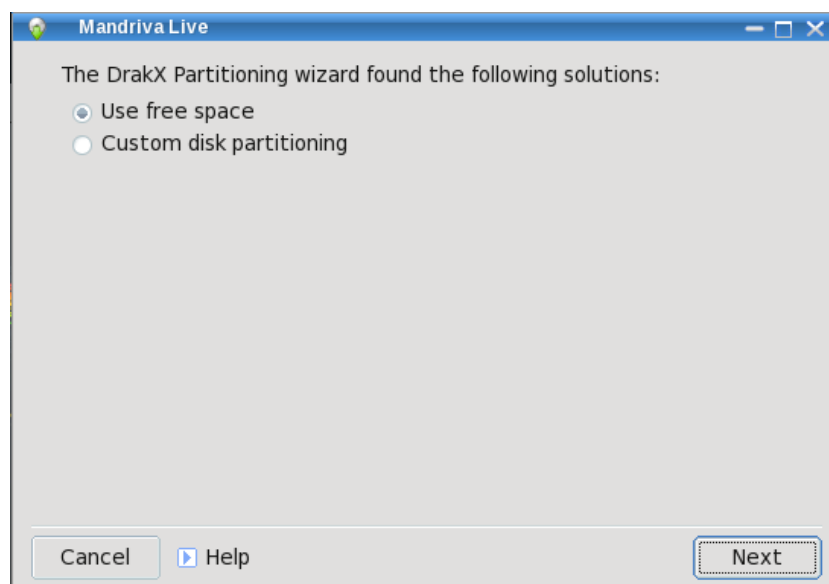 Mandriva Live
The DrakX Partitioning wizard found the following solutions:
Use free space
Custom disk partitioning
Cancel Help Next